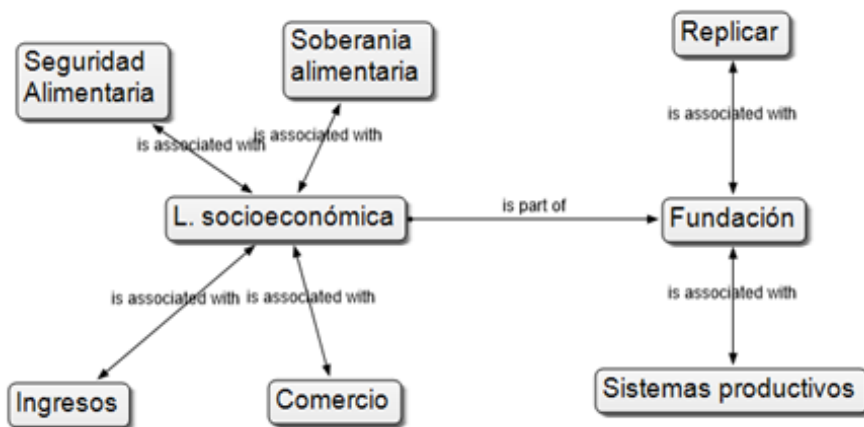 Seguridad
Alimentaria
Soberania
alimentaria
Replicar
is associated with
is associated with
is associated with
L. socioeconómica
is part of
Fundación
is associated with
is associated with
is associated with
Ingresos
Comercio
Sistemas productivos